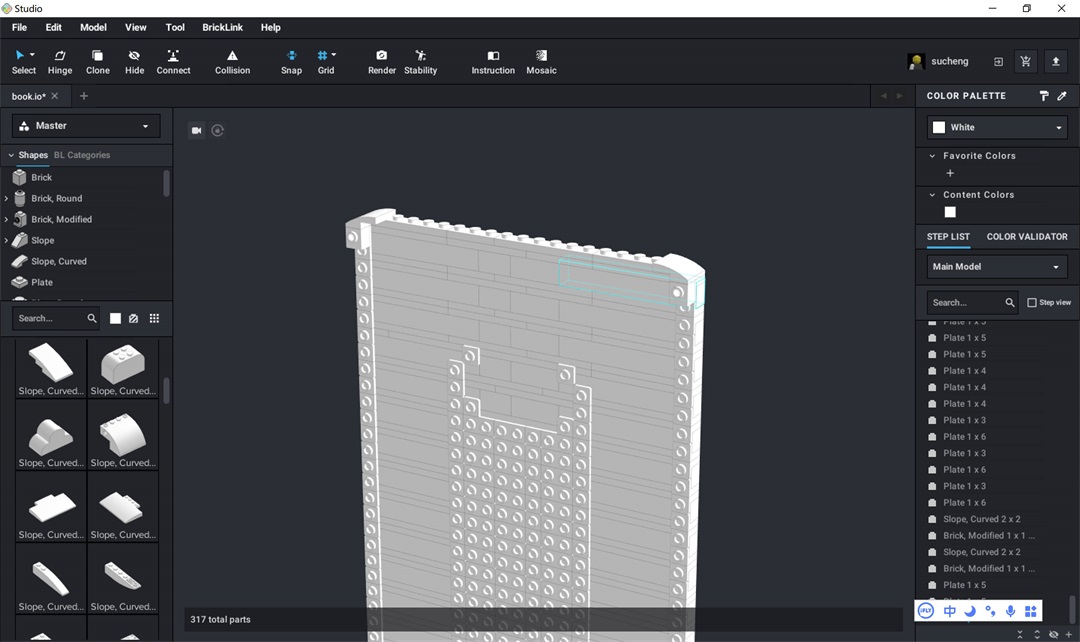 Studio
File Edit Model View Tool BrickLink Help
Select Hinge Clone Hide Connect Collision Snap Grid Render Stability Instruction Mosaic
sucheng
book.io*
COLOR PALETTE
Master
White
Shapes BL Categories
Favorite Colors
Brick
Brick, Round
Content Colors
Brick, Modified
Slope
STEP LIST COLOR VALIDATOR
Slope, Curved
Main Model
Plate
Search...
Search...
Step view
Plate 1 x 5
Plate 1 x 5
Plate 1 x 4
Plate 1 x 4
Plate 1 x 4
Plate 1 x 3
Plate 1 x 6
Plate 1 x 3
Plate 1 x 6
Plate 1 x 3
Plate 1 x 6
Slope, Curved 2 x 2
Brick, Modified 1 x 1 ...
Slope, Curved 2 x 2
Brick, Modified 1 x 1 ...
Plate 1 x 5
Slope, Curved... Slope, Curved...
Slope, Curved... Slope, Curved...
Slope, Curved... Slope, Curved...
Slope, Curved... Slope, Curved...
317 total parts
iFLY 中